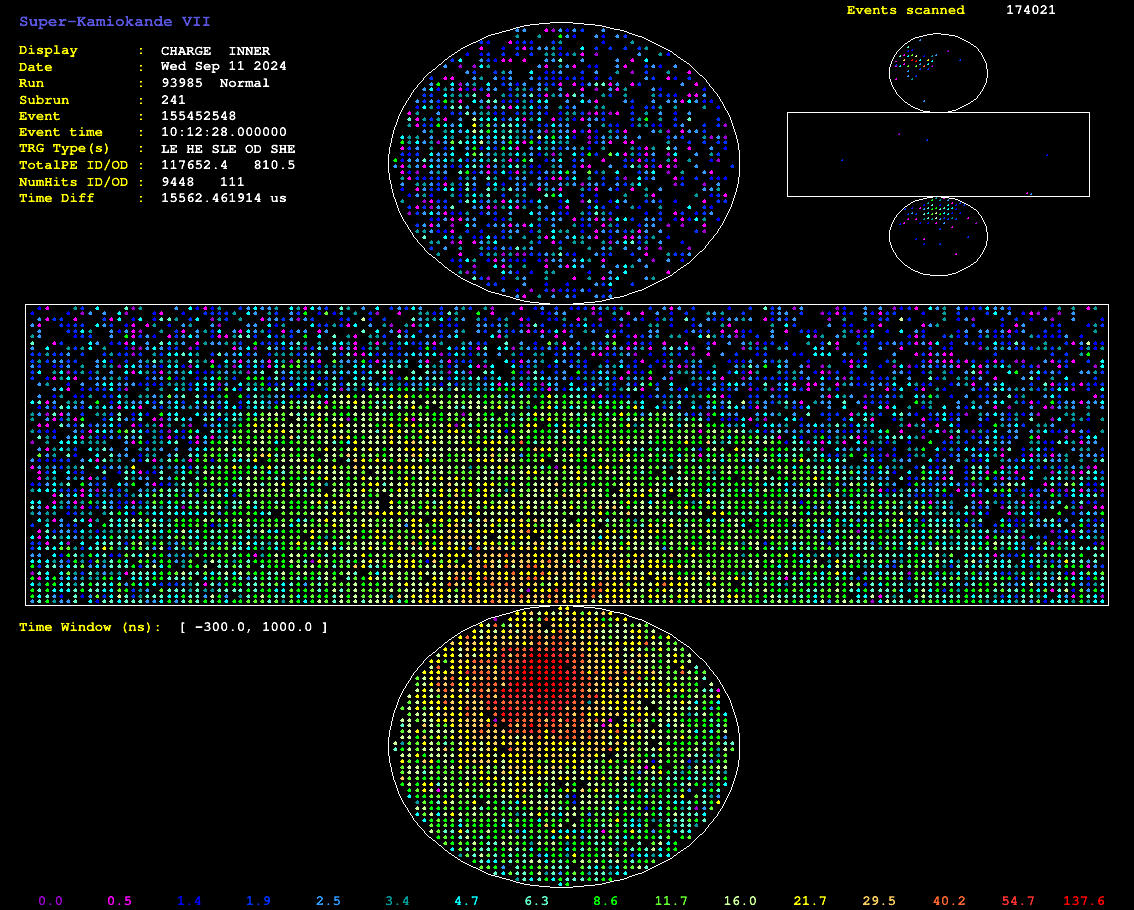 Super-Kamiokande VII
Events scanned 174021
Display : CHARGE INNER
Date : Wed Sep 11 2024
Run : 93985 Normal
Subrun : 241
Event : 155452548
Event time : 10:12:28.000000
TRG Type(s) : LE HE SLE OD SHE
TotalPE ID/OD : 117652.4 810.5
NumHits ID/OD : 9448 111
Time Diff : 15562.461914 us
Time Window (ns): [ -300.0, 1000.0 ]
0.0 0.5 1.4 1.9 2.5 3.4 4.7 6.3 8.6 11.7 16.0 21.7 29.5 40.2 54.7 137.6